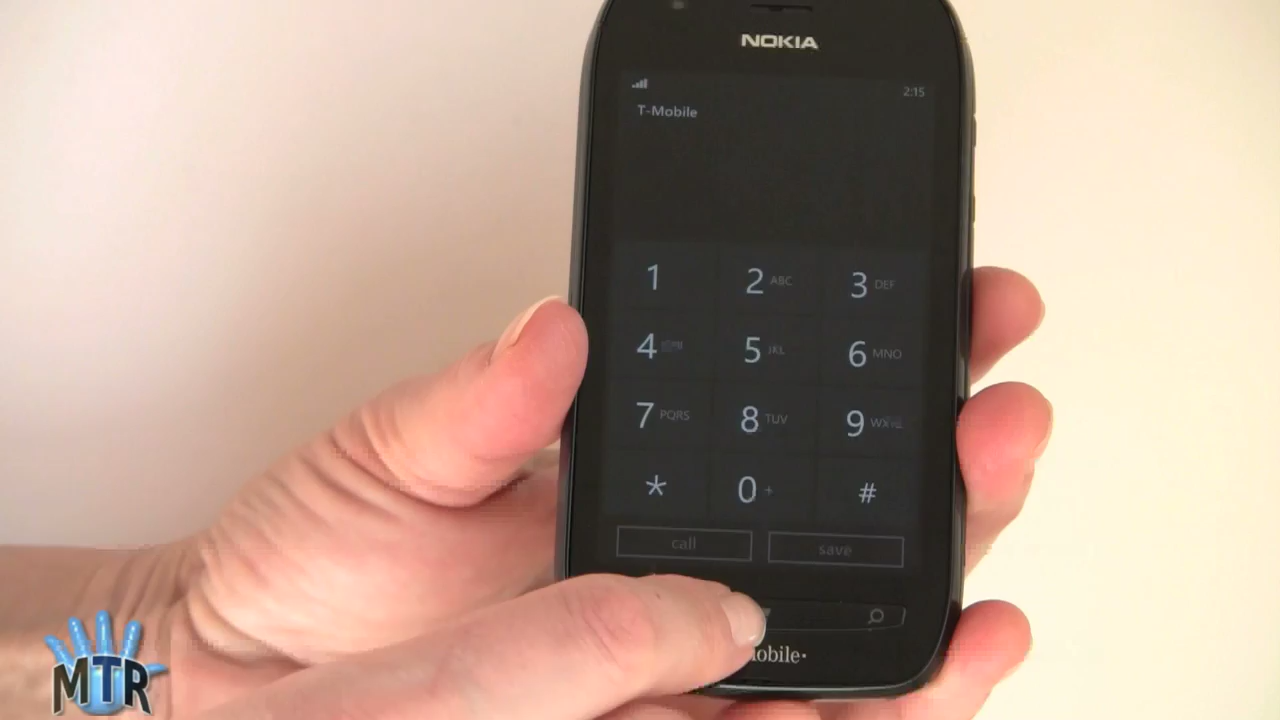 NOKIA
2:15
T-Mobile
1 2 ABC 3 DEF
4 5 JKL 6 MNO
7 PQRS 8 TUV 9
* 0 + #
call save
MTR